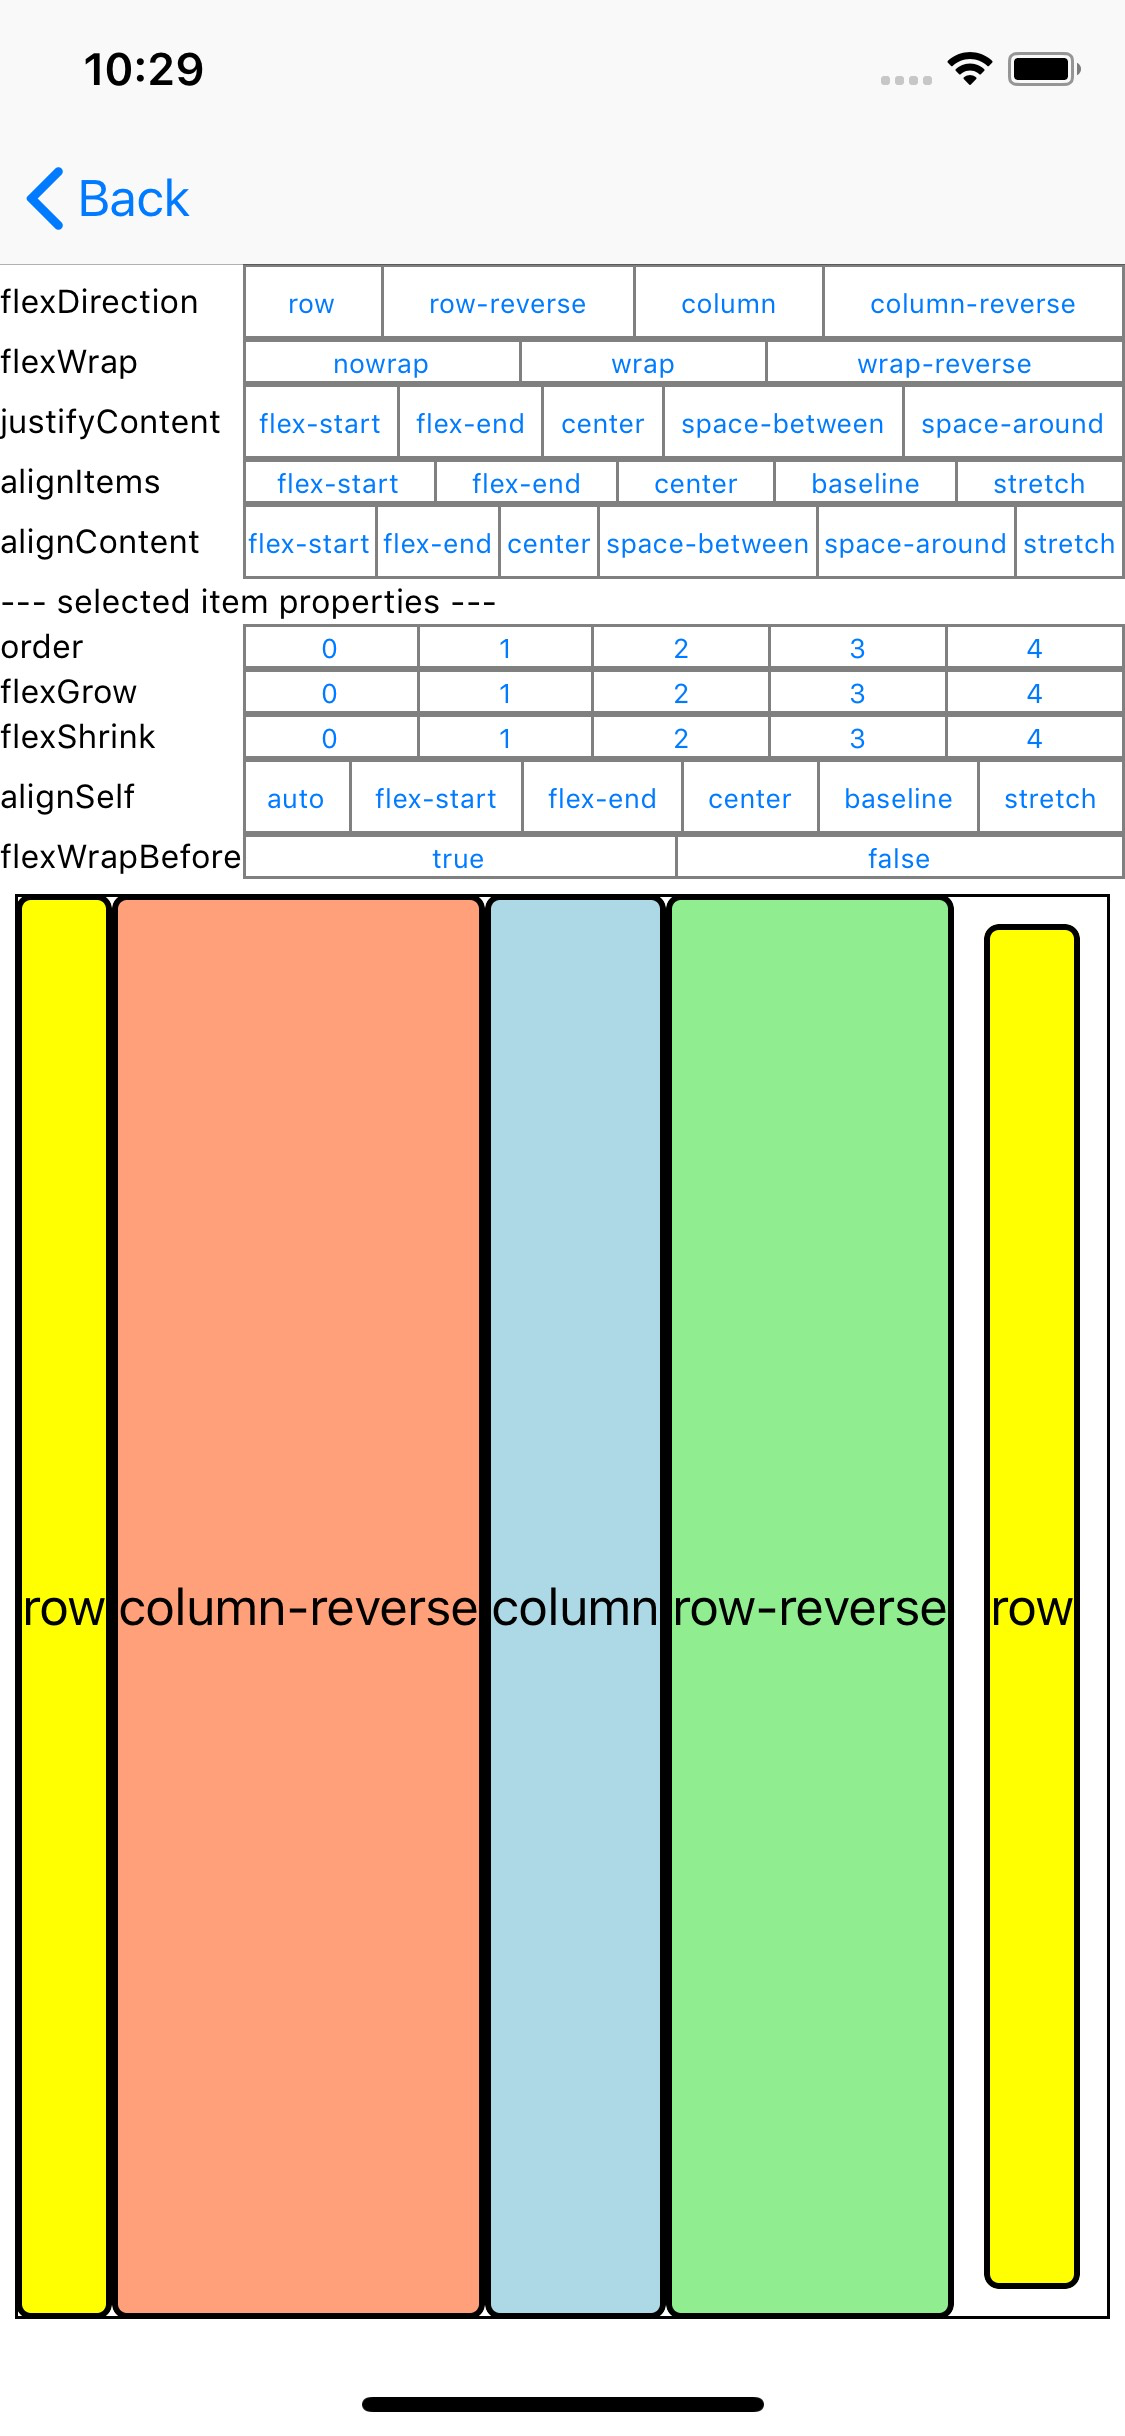 10:29
Back
flexDirection row row-reverse column column-reverse
flexWrap nowrap wrap wrap-reverse
justifyContent flex-start flex-end center space-between space-around
alignItems flex-start flex-end center baseline stretch
alignContent flex-start flex-end center space-between space-around stretch
--- selected item properties ---
order 0 1 2 3 4
flexGrow 0 1 2 3 4
flexShrink 0 1 2 3 4
alignSelf auto flex-start flex-end center baseline stretch
flexWrapBefore true false
row column-reverse column row-reverse row